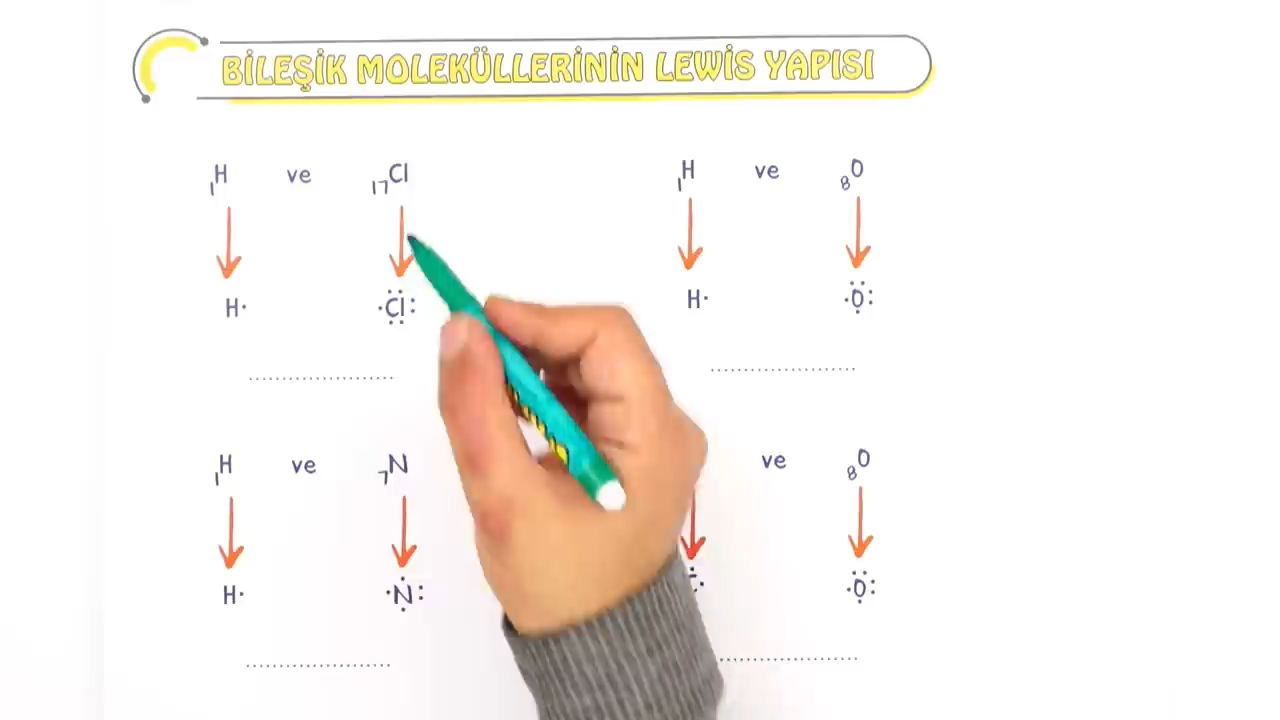 BİLEŞİK MOLEKÜLLERİNİN LEWİS YAPISI
₁H ve ₁₇Cl
₁H ve ₈O
H· ·Cl:
H· ·O:
₁H ve ₇N
ve ₈O
H· ·N:
·O: